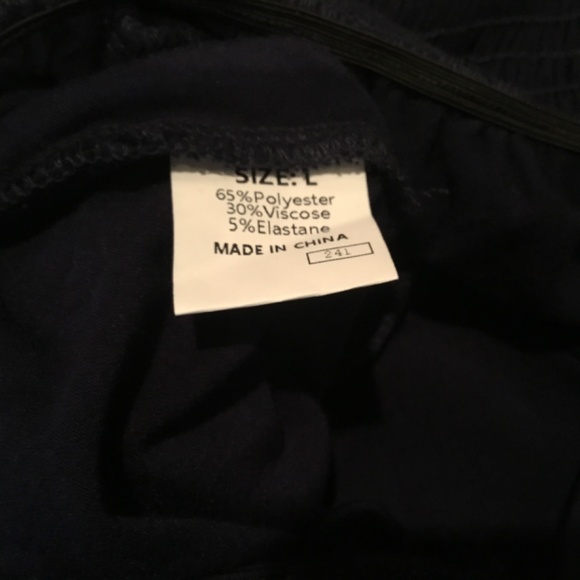 SIZE: L
65%Polyester
30%Viscose
5%Elastane
MADE IN CHINA
241